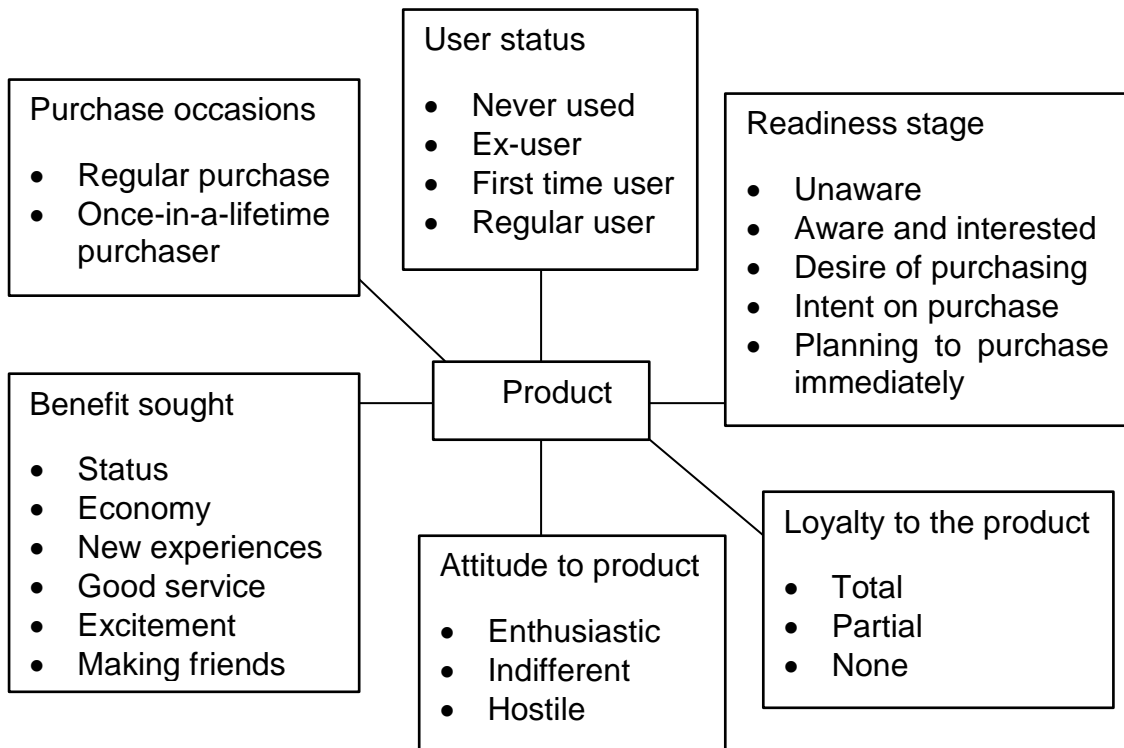 User status
• Never used
• Ex-user
• First time user
• Regular user
Purchase occasions
• Regular purchase
• Once-in-a-lifetime
purchaser
Readiness stage
• Unaware
• Aware and interested
• Desire of purchasing
• Intent on purchase
• Planning to purchase
immediately
Product
Benefit sought
• Status
• Economy
• New experiences
• Good service
• Excitement
• Making friends
Attitude to product
• Enthusiastic
• Indifferent
• Hostile
Loyalty to the product
• Total
• Partial
• None